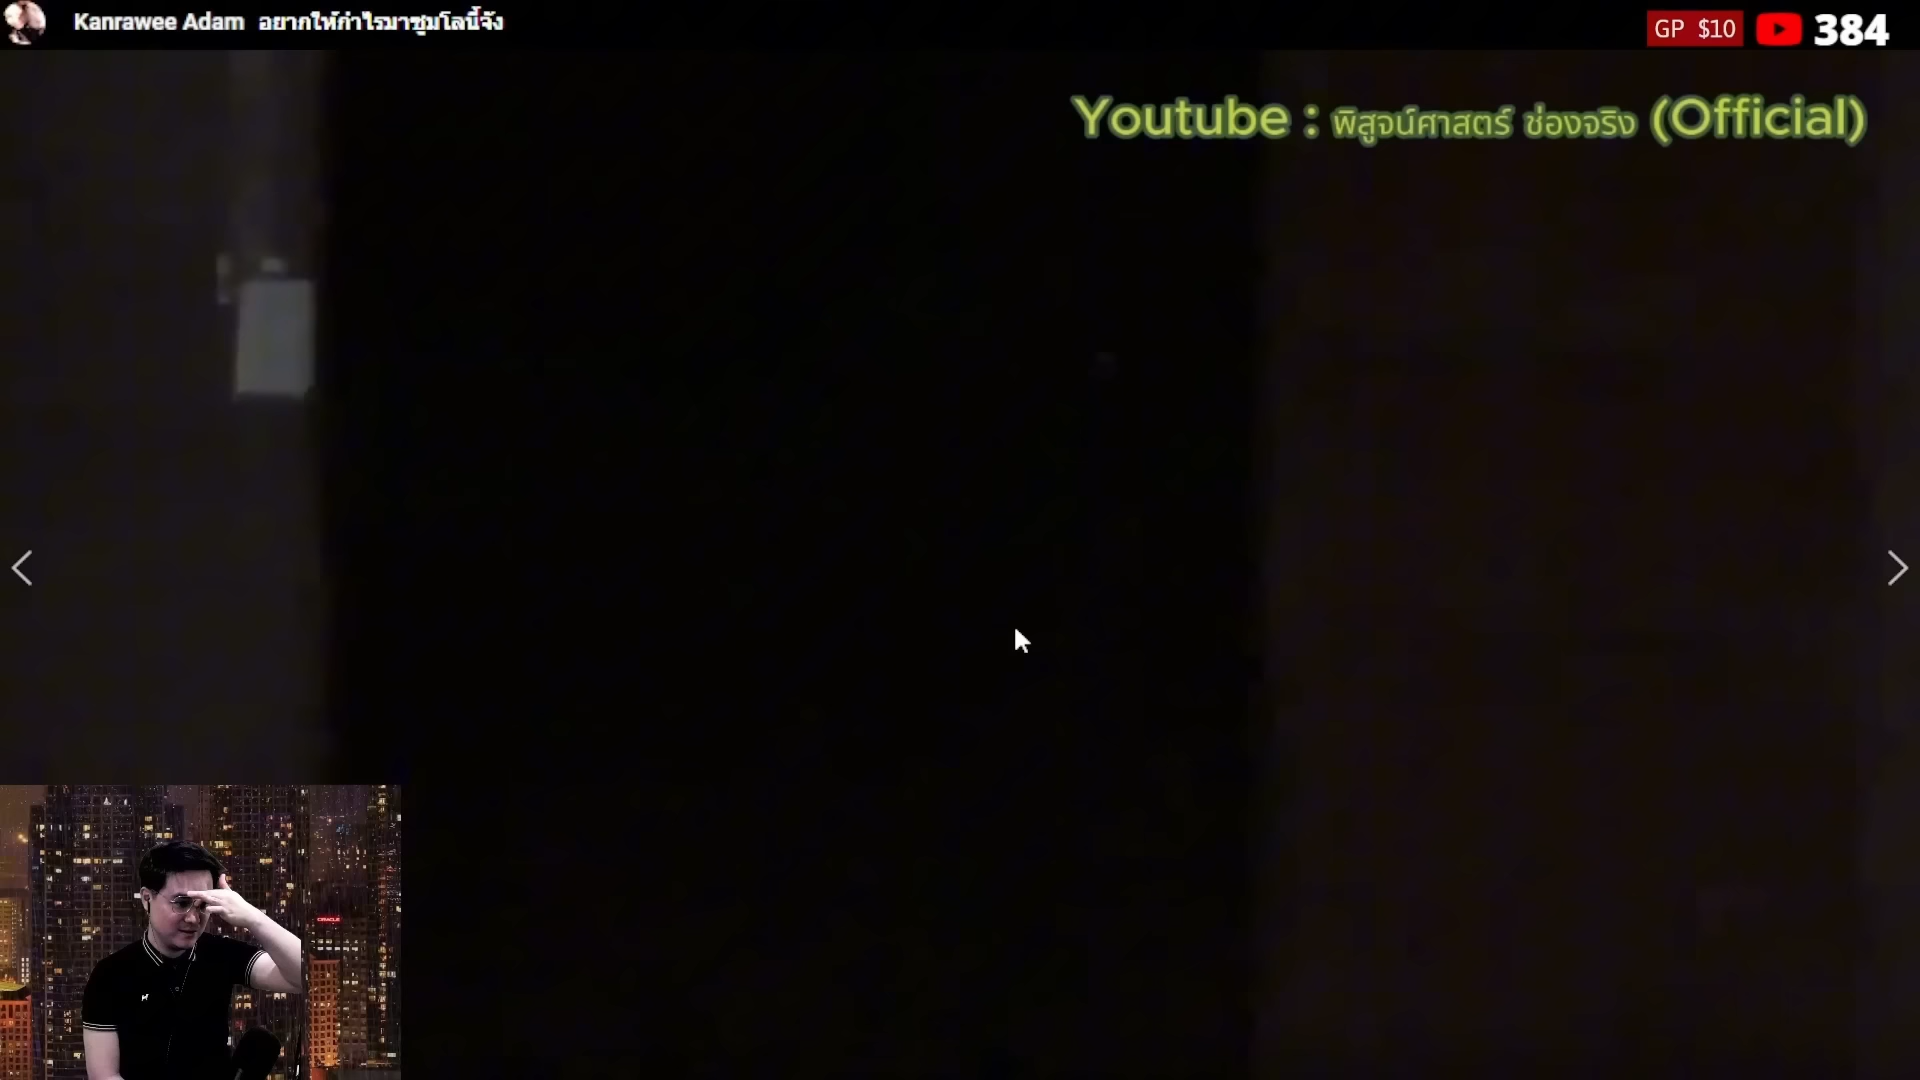 Kanrawee Adam อยากให้กำไรมาซูมโลนี้จัง
GP $10
384
Youtube : พิสูจน์ศาสตร์ ช่องจริง (Official)
ORACLE